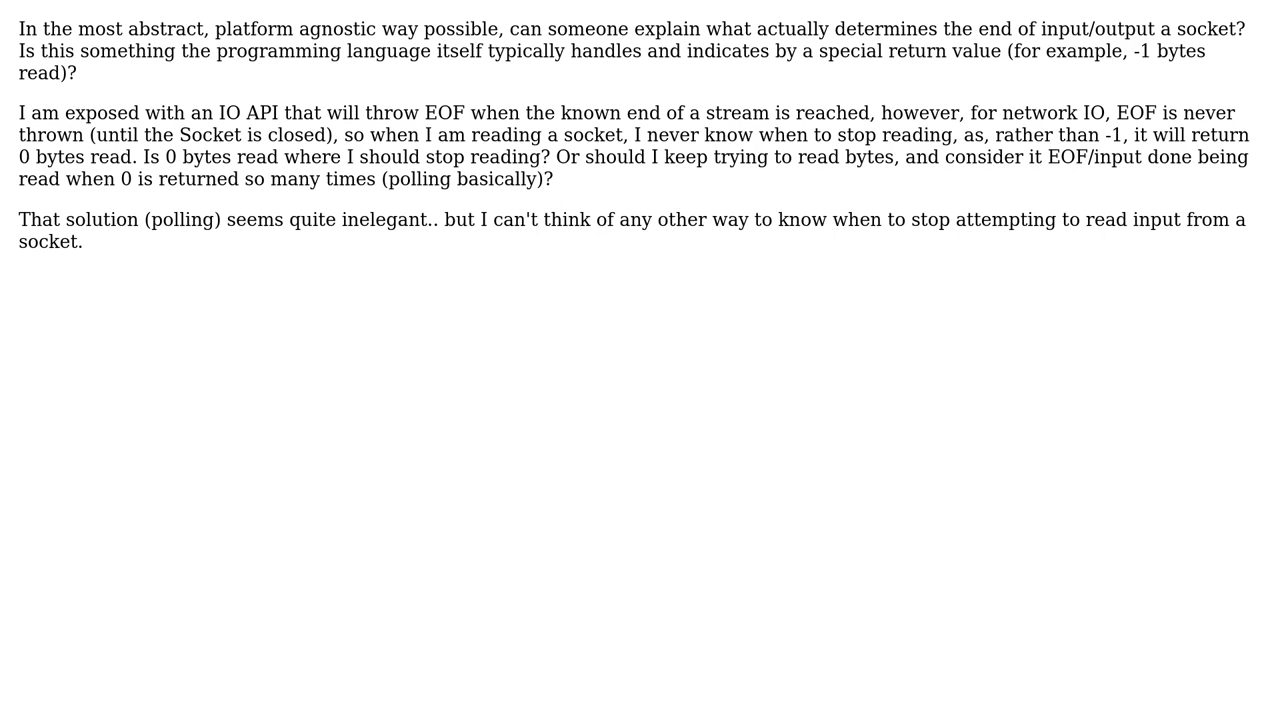 In the most abstract, platform agnostic way possible, can someone explain what actually determines the end of input/output a socket?
Is this something the programming language itself typically handles and indicates by a special return value (for example, -1 bytes
read)?
I am exposed with an IO API that will throw EOF when the known end of a stream is reached, however, for network IO, EOF is never
thrown (until the Socket is closed), so when I am reading a socket, I never know when to stop reading, as, rather than -1, it will return
0 bytes read. Is 0 bytes read where I should stop reading? Or should I keep trying to read bytes, and consider it EOF/input done being
read when 0 is returned so many times (polling basically)?
That solution (polling) seems quite inelegant.. but I can't think of any other way to know when to stop attempting to read input from a
socket.